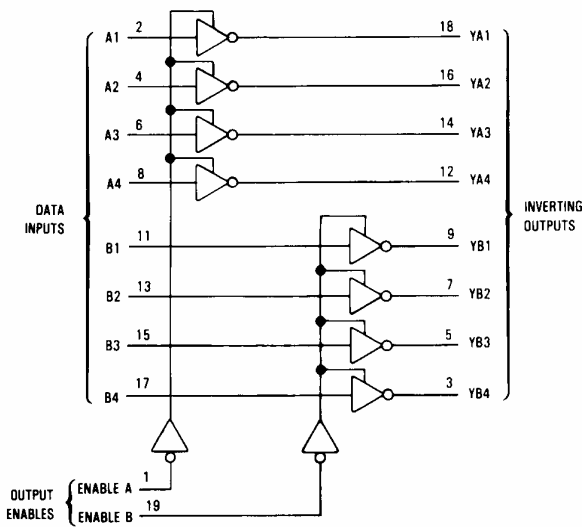 A1 2 18 YA1
A2 4 16 YA2
A3 6 14 YA3
A4 8 12 YA4
DATA INPUTS
INVERTING OUTPUTS
B1 11 9 YB1
B2 13 7 YB2
B3 15 5 YB3
B4 17 3 YB4
OUTPUT ENABLES
ENABLE A 1
ENABLE B 19